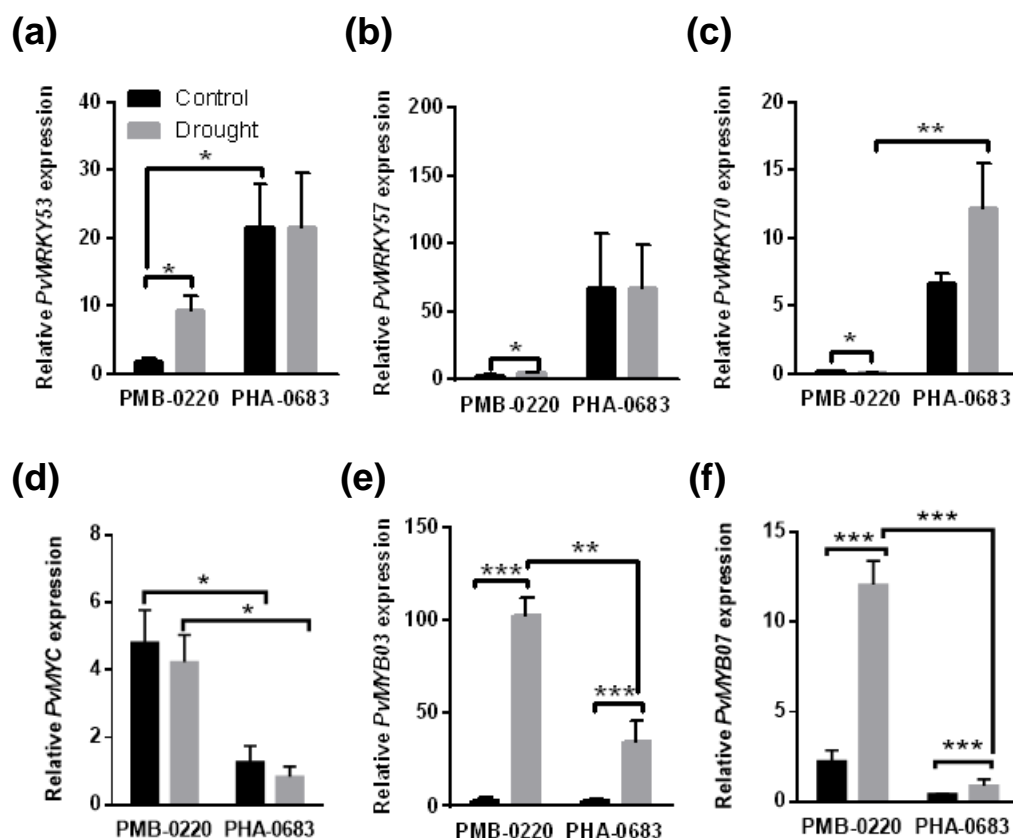 (a)
Relative PvWRKY53 expression
40
30
20
10
0
Control
Drought
*
*
PMB-0220 PHA-0683
(b)
Relative PvWRKY57 expression
200
150
100
50
0
*
PMB-0220 PHA-0683
(c)
Relative PvWRKY70 expression
20
15
10
5
0
**
*
PMB-0220 PHA-0683
(d)
Relative PvMYC expression
8
6
4
2
0
*
*
PMB-0220 PHA-0683
(e)
Relative PvMYB03 expression
150
100
50
0
***
**
***
PMB-0220 PHA-0683
(f)
Relative PvMYB07 expression
15
10
5
0
***
***
***
PMB-0220 PHA-0683